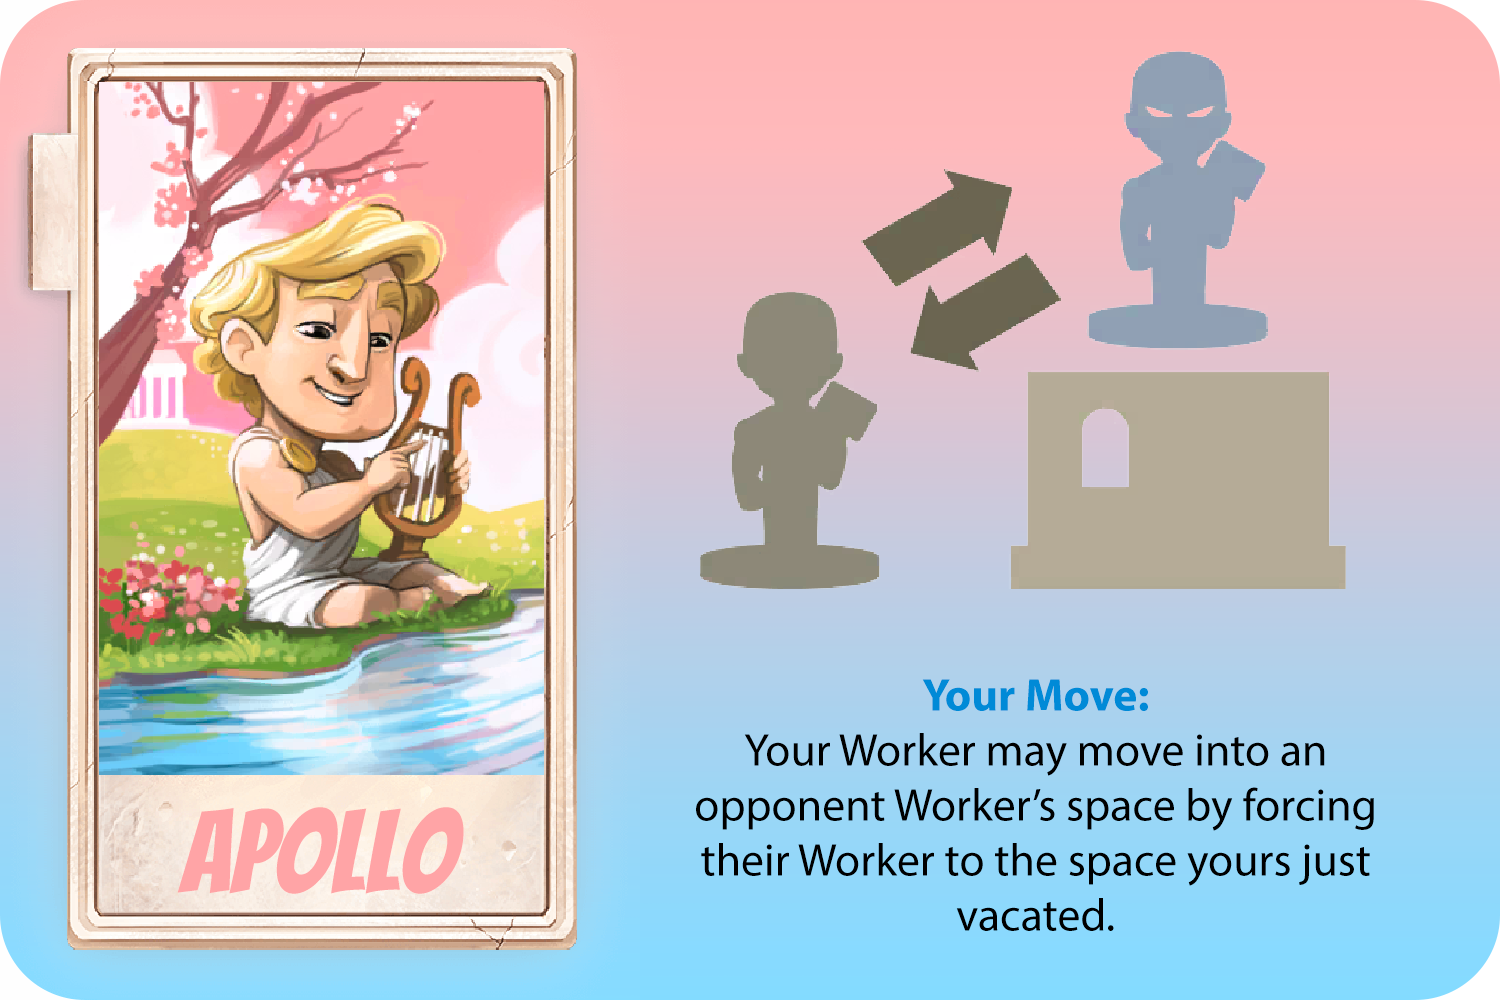 APOLLO
Your Move:
Your Worker may move into an
opponent Worker’s space by forcing
their Worker to the space yours just
vacated.